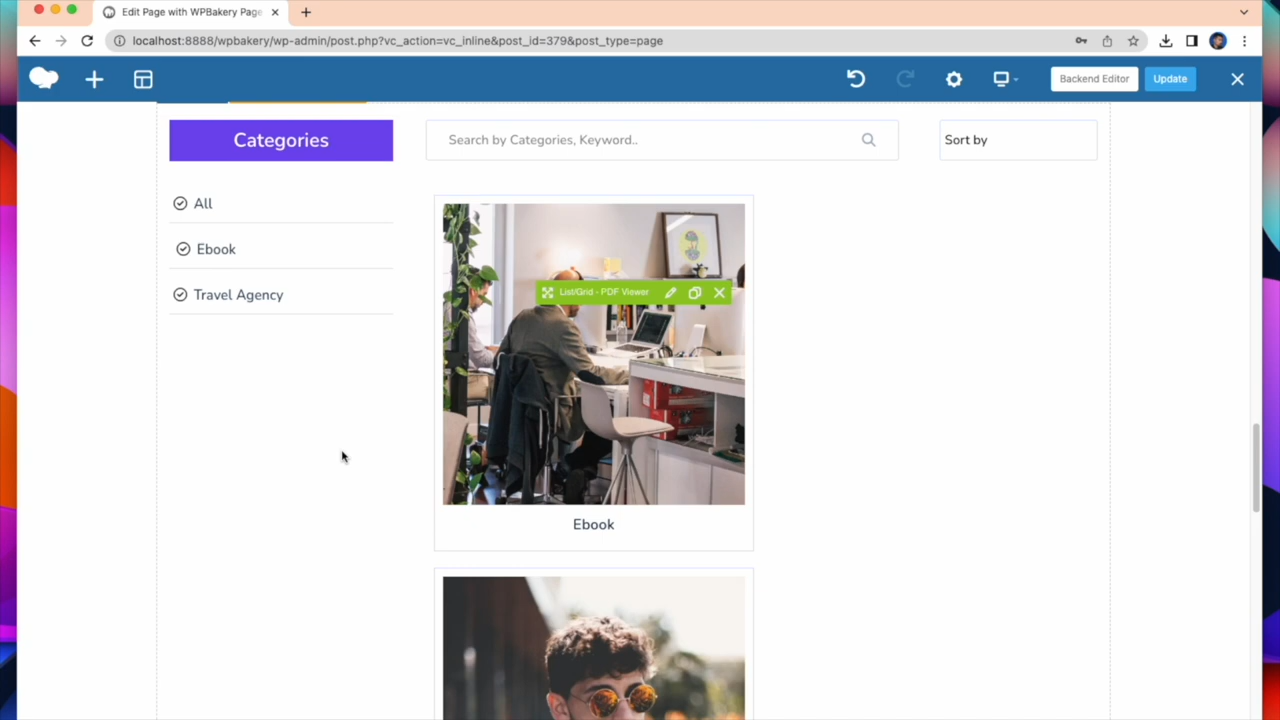 Edit Page with WPBakery Page
localhost:8888/wpbakery/wp-admin/post.php?vc_action=vc_inline&post_id=379&post_type=page
Backend Editor
Update
Categories
Search by Categories, Keyword..
Sort by
All
Ebook
Travel Agency
List/Grid - PDF Viewer
Ebook